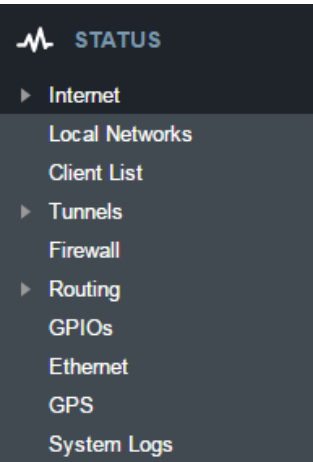 STATUS
Internet
Local Networks
Client List
Tunnels
Firewall
Routing
GPIOs
Ethernet
GPS
System Logs